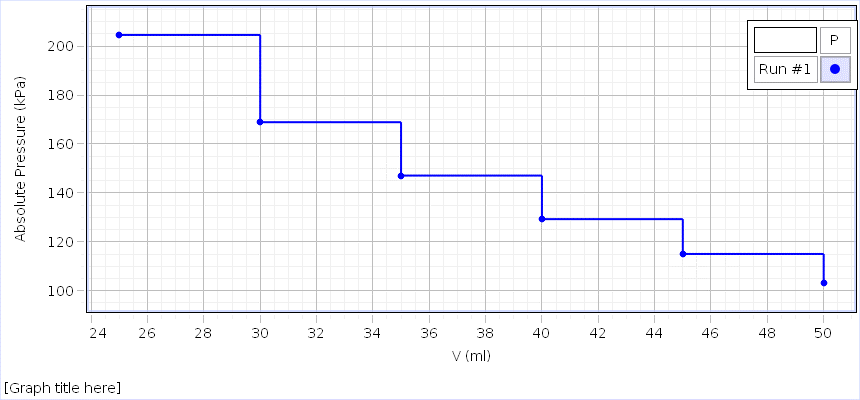 P
Run #1
200
180
160
140
120
100
Absolute Pressure (kPa)
24 26 28 30 32 34 36 38 40 42 44 46 48 50
V (ml)
[Graph title here]